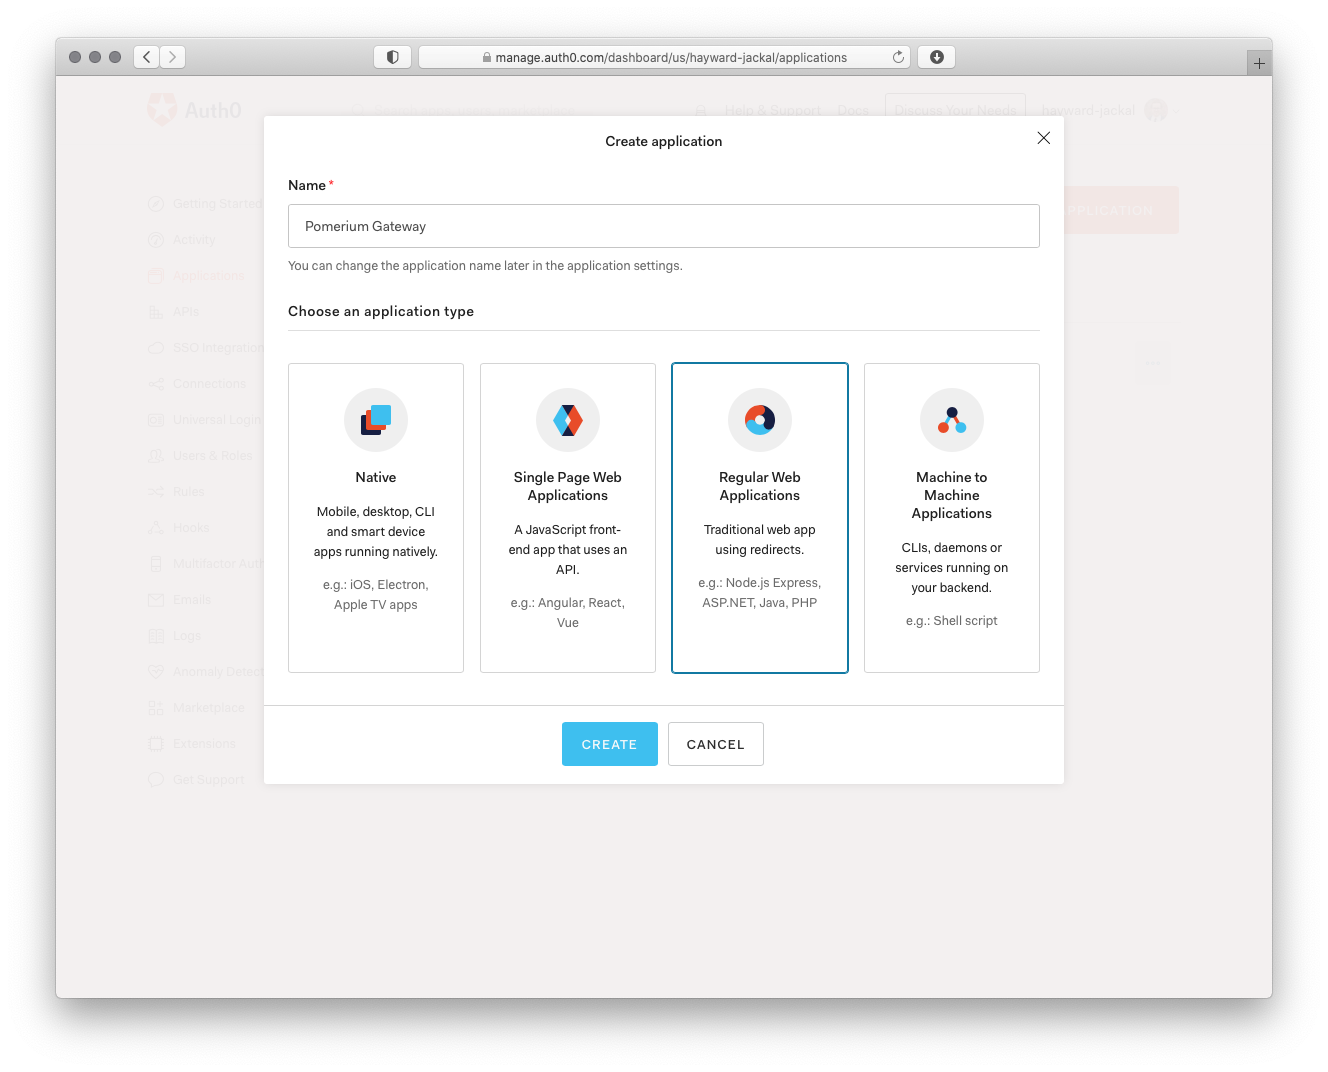 manage.auth0.com/dashboard/us/hayward-jackal/applications
Auth0
Help & Support
Docs
Discuss Your Needs
hayward-jackal
Create application
Name *
Pomerium Gateway
You can change the application name later in the application settings.
Choose an application type
Native
Mobile, desktop, CLI
and smart device
apps running natively.
e.g.: iOS, Electron,
Apple TV apps
Single Page Web
Applications
A JavaScript front-
end app that uses an
API.
e.g.: Angular, React,
Vue
Regular Web
Applications
Traditional web app
using redirects.
e.g.: Node.js Express,
ASP.NET, Java, PHP
Machine to
Machine
Applications
CLIs, daemons or
services running on
your backend.
e.g.: Shell script
CREATE
CANCEL
Getting Started
Activity
Applications
APIs
SSO Integration
Connections
Universal Login
Users & Roles
Rules
Hooks
Multifactor Auth
Emails
Logs
Anomaly Detect
Marketplace
Extensions
Get Support